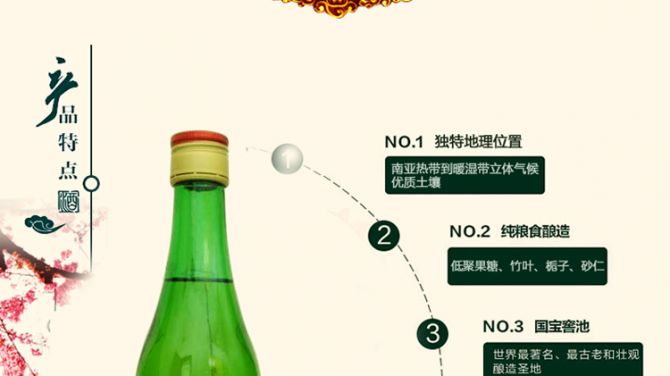 产品特点
1
NO.1 独特地理位置
南亚热带到暖湿带立体气候
优质土壤
2
NO.2 纯粮食酿造
低聚果糖、竹叶、栀子、砂仁
3
NO.3 国宝窖池
世界最著名、最古老和壮观
酿造圣地